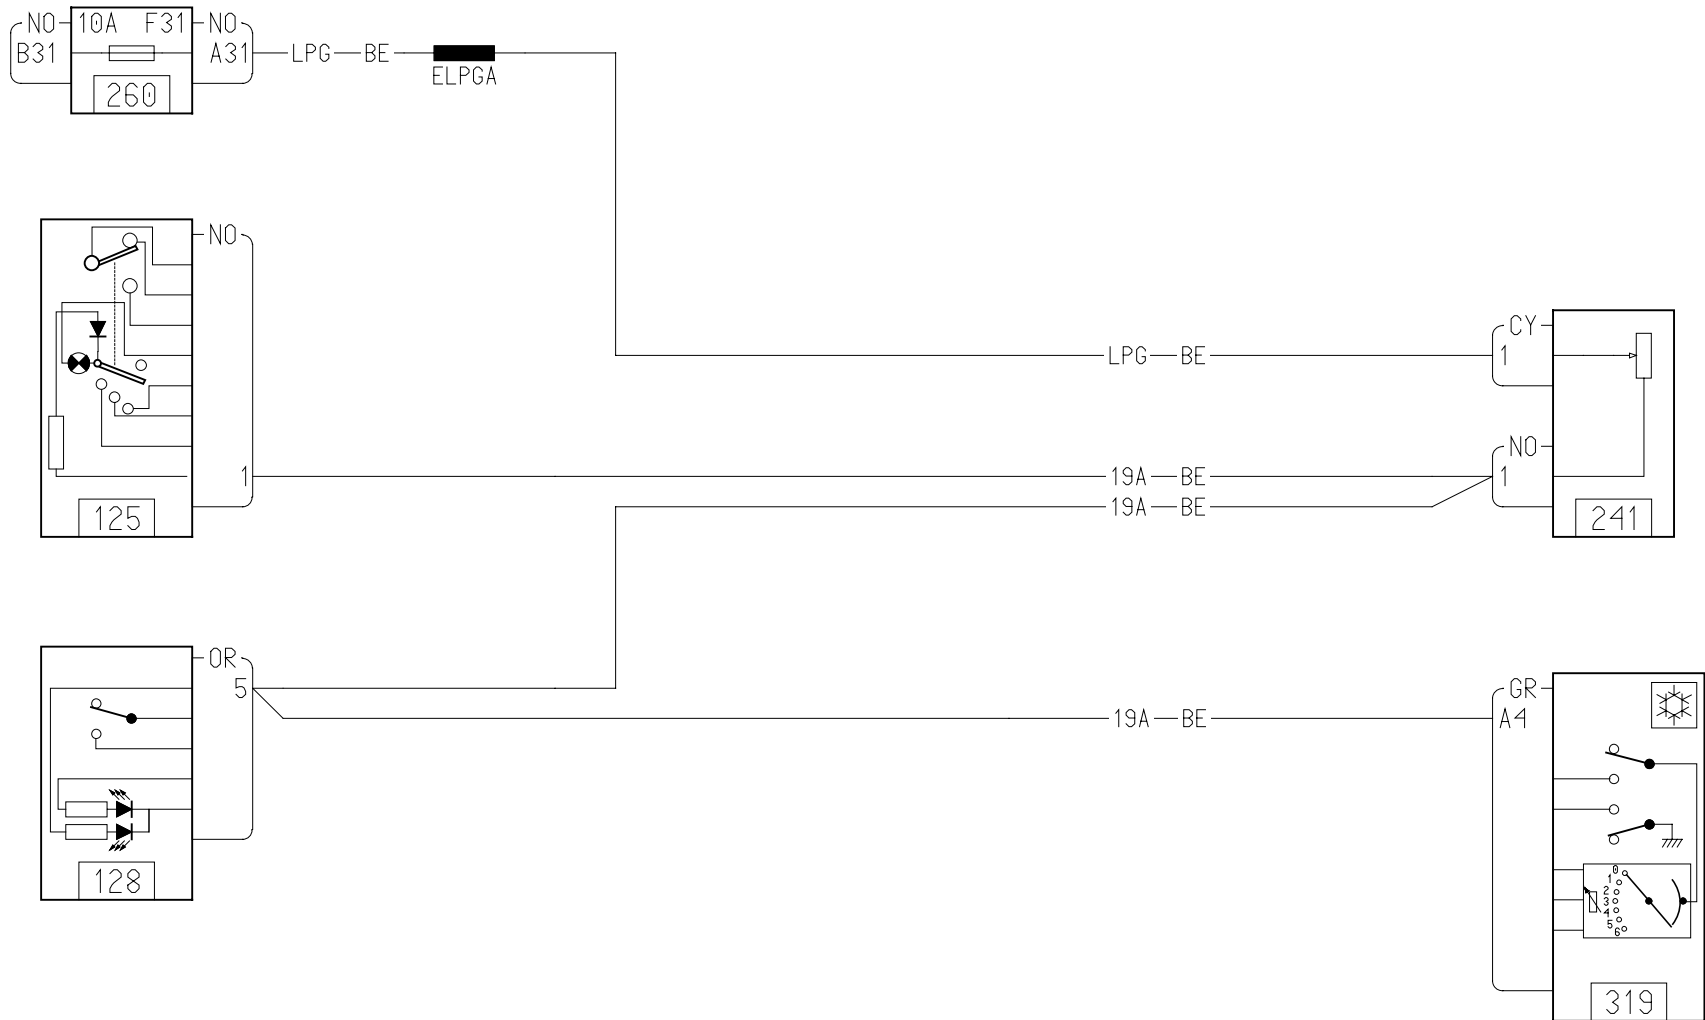 NO 10A F31 NO
B31 A31 LPG BE
ELPGA
260
NO
CY
LPG BE 1
NO
1 19A BE 1
19A BE
125
241
OR
5 GR
19A BE A4
0
1
2
3
4
5
6
128
319